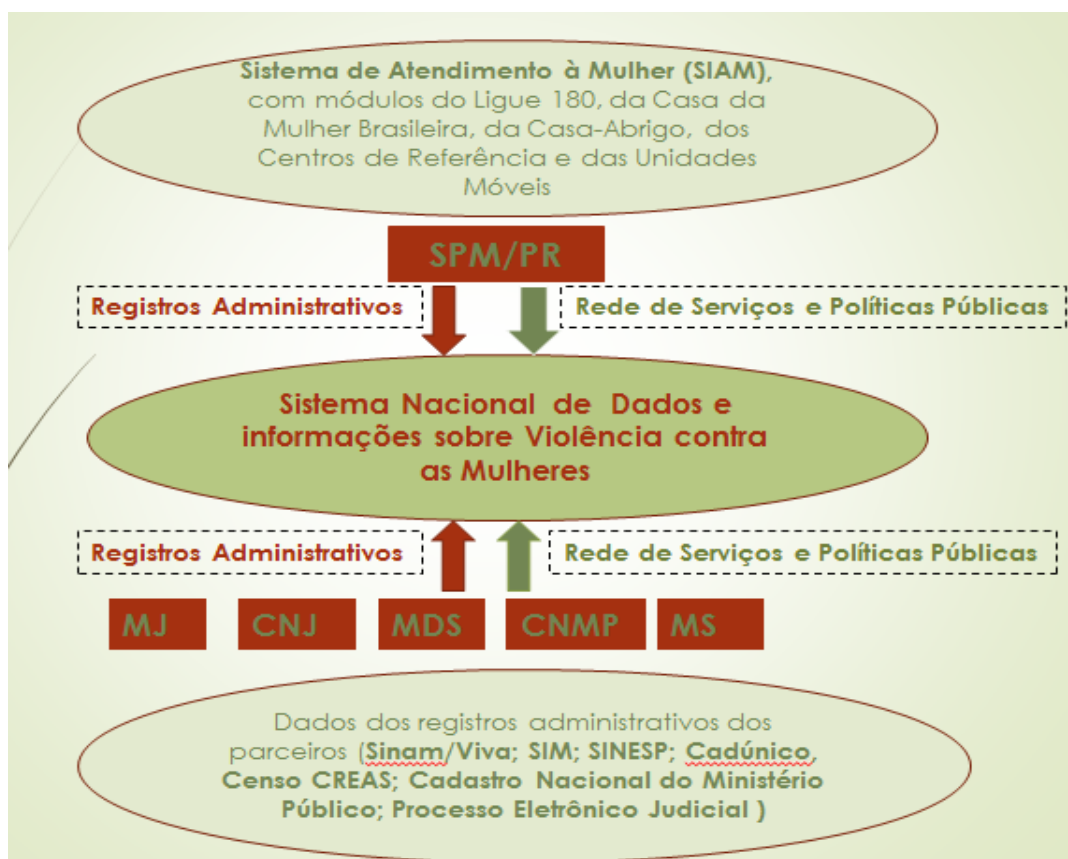 Sistema de Atendimento à Mulher (SIAM),
com módulos do Ligue 180, da Casa da
Mulher Brasileira, da Casa-Abrigo, dos
Centros de Referência e das Unidades
Móveis
SPM/PR
Registros Administrativos
Rede de Serviços e Políticas Públicas
Sistema Nacional de Dados e
informações sobre Violência contra
as Mulheres
Registros Administrativos
Rede de Serviços e Políticas Públicas
MJ
CNJ
MDS
CNMP
MS
Dados dos registros administrativos dos
parceiros (Sinam/Viva; SIM; SINESP; Cadúnico,
Censo CREAS; Cadastro Nacional do Ministério
Público; Processo Eletrônico Judicial )